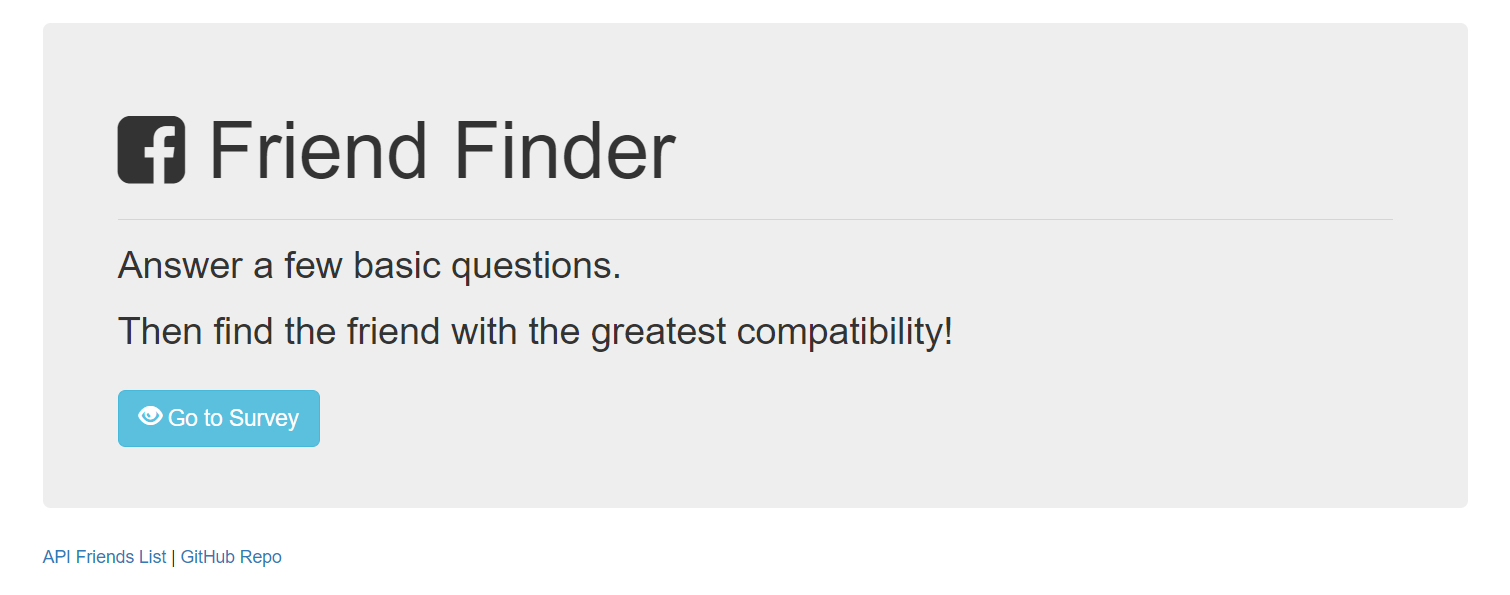 Friend Finder
Answer a few basic questions.
Then find the friend with the greatest compatibility!
Go to Survey
API Friends List | GitHub Repo